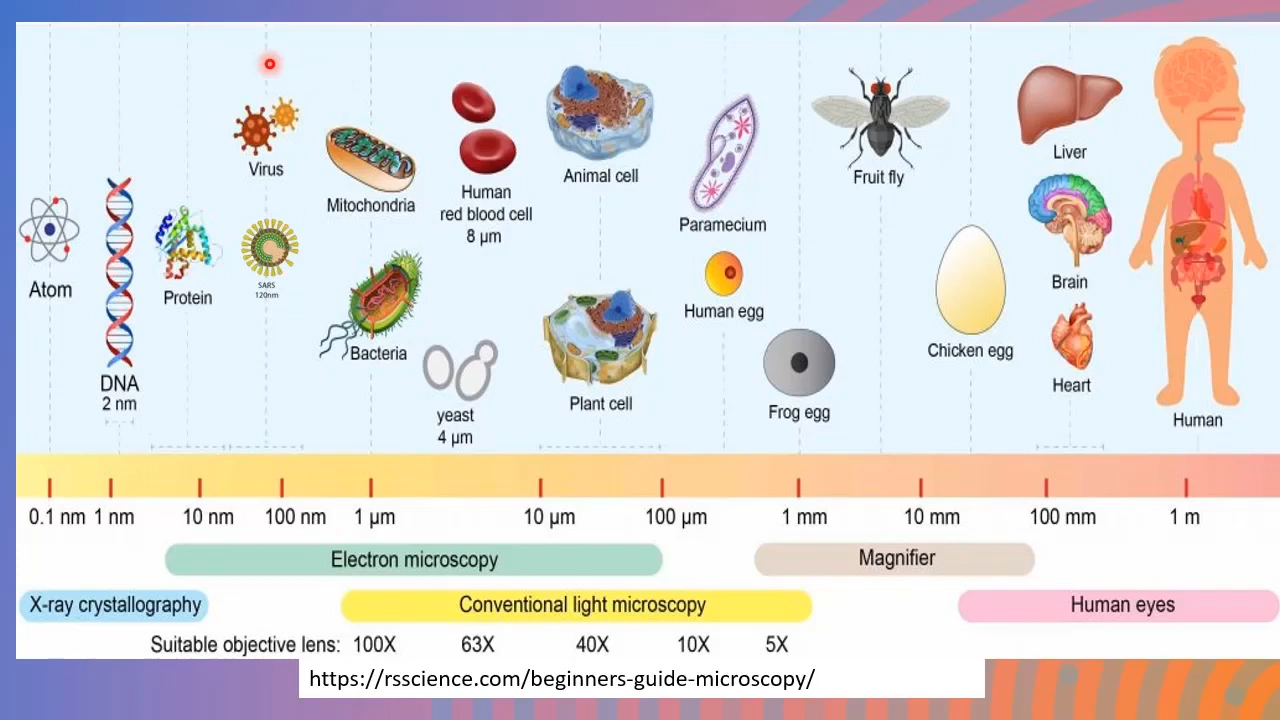 Atom
DNA
2 nm
Protein
Virus
SARS
120nm
Mitochondria
Bacteria
Human
red blood cell
8 µm
yeast
4 µm
Animal cell
Plant cell
Paramecium
Human egg
Frog egg
Fruit fly
Chicken egg
Liver
Brain
Heart
Human
0.1 nm 1 nm 10 nm 100 nm 1 µm 10 µm 100 µm 1 mm 10 mm 100 mm 1 m
Electron microscopy Magnifier
X-ray crystallography Conventional light microscopy Human eyes
Suitable objective lens: 100X 63X 40X 10X 5X
https://rsscience.com/beginners-guide-microscopy/